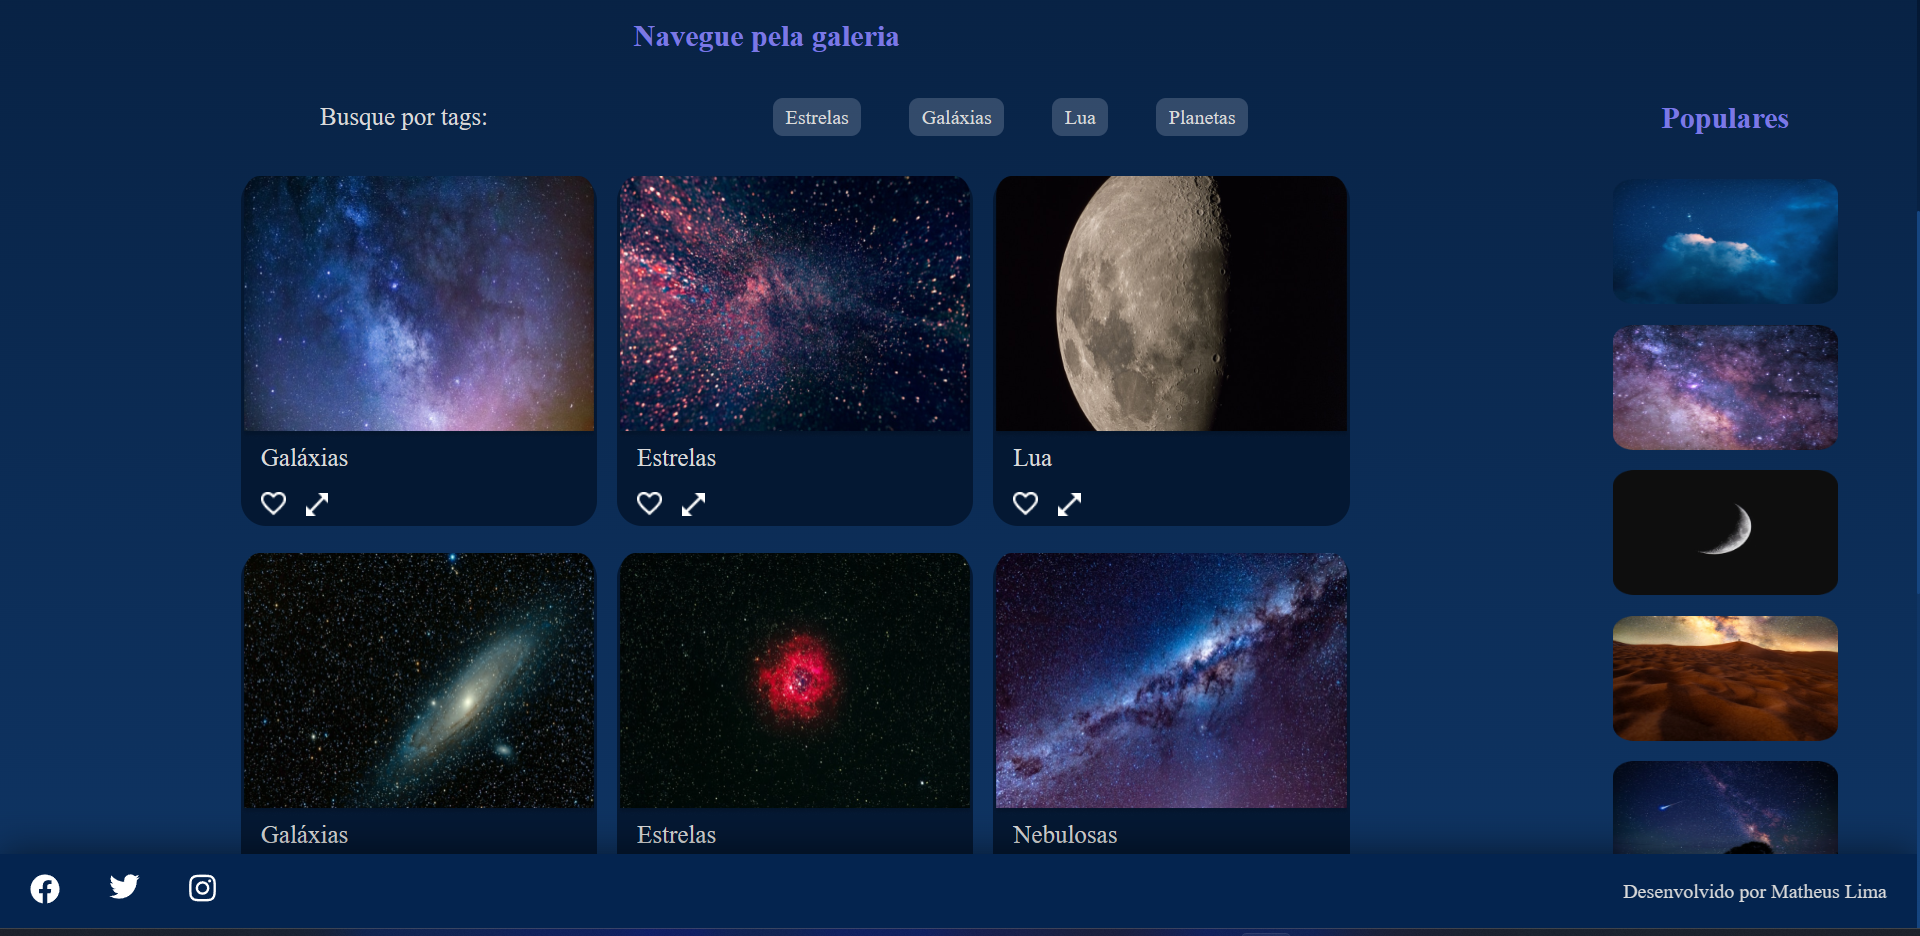 Navegue pela galeria
Busque por tags:
Estrelas
Galáxias
Lua
Planetas
Populares
Galáxias
Estrelas
Lua
Galáxias
Estrelas
Nebulosas
Desenvolvido por Matheus Lima